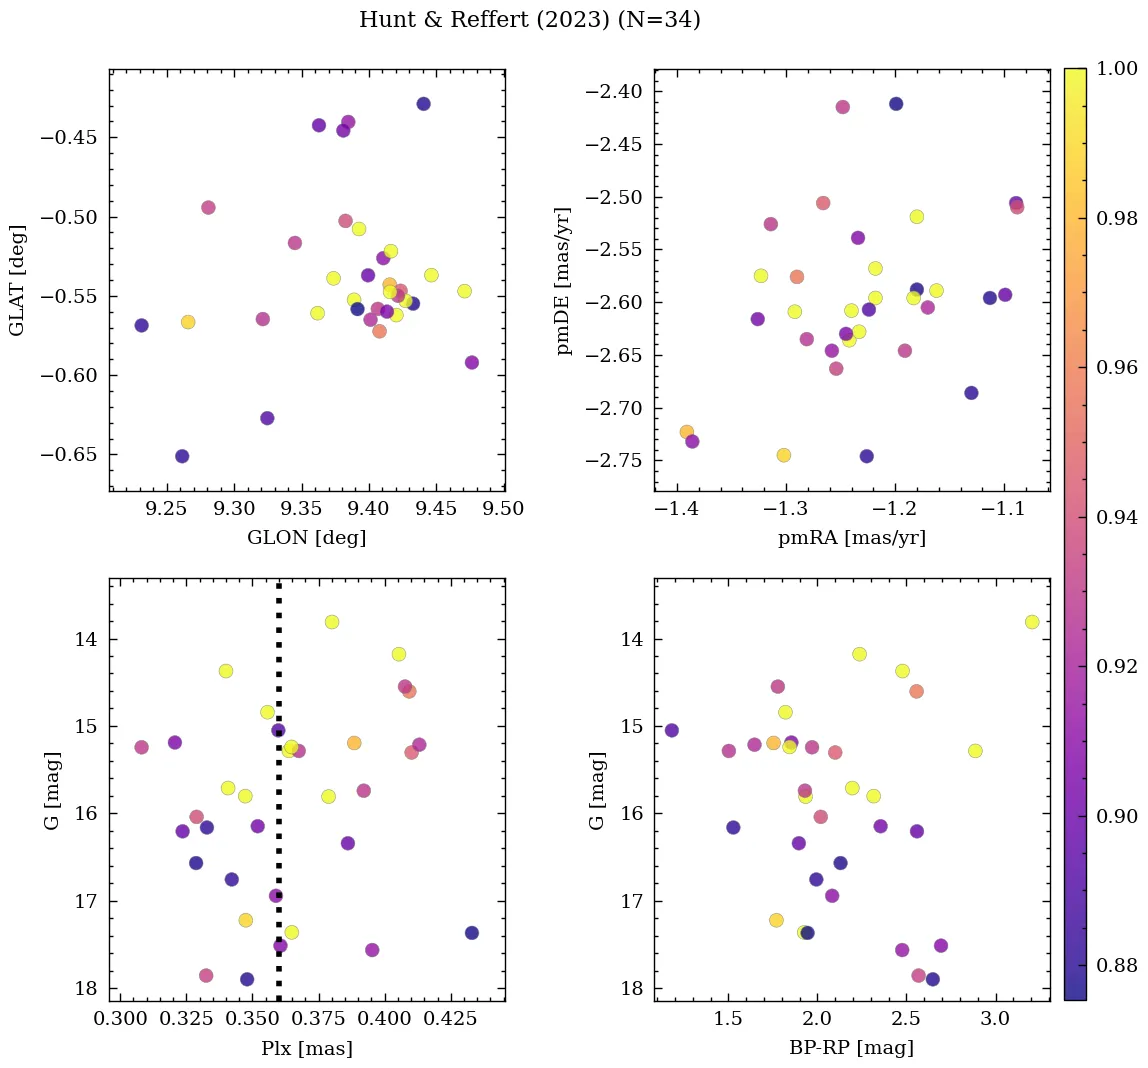 Hunt & Reffert (2023) (N=34)
−0.45
−0.50
−0.55
−0.60
−0.65
GLAT [deg]
9.25 9.30 9.35 9.40 9.45 9.50
GLON [deg]
−2.40
−2.45
−2.50
−2.55
−2.60
−2.65
−2.70
−2.75
pmDE [mas/yr]
−1.4 −1.3 −1.2 −1.1
pmRA [mas/yr]
14
15
16
17
18
G [mag]
0.300 0.325 0.350 0.375 0.400 0.425
Plx [mas]
14
15
16
17
18
G [mag]
1.5 2.0 2.5 3.0
BP-RP [mag]
1.00
0.98
0.96
0.94
0.92
0.90
0.88